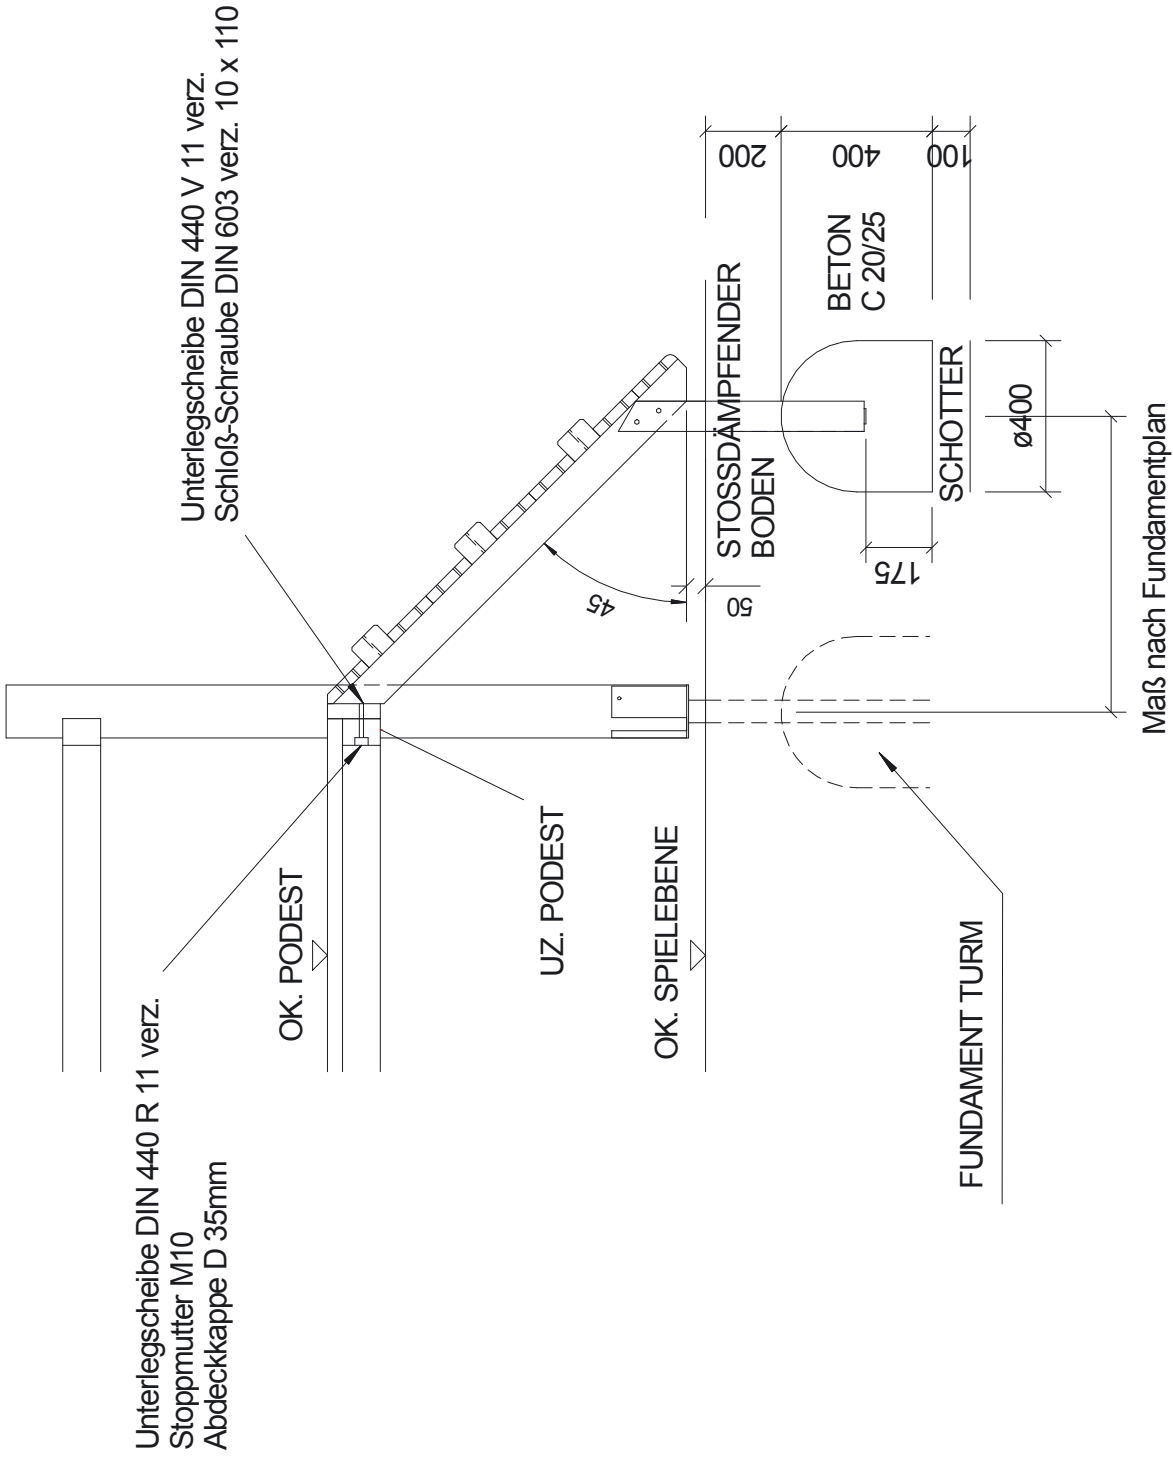 Unterlegscheibe DIN 440 V 11 verz.
Schloß-Schraube DIN 603 verz. 10 x 110
Unterlegscheibe DIN 440 R 11 verz.
Stoppmutter M10
Abdeckkappe D 35mm
OK. PODEST
UZ. PODEST
OK. SPIELEBENE
FUNDAMENT TURM
STOSSDÄMPFENDER
BODEN
BETON
C 20/25
SCHOTTER
200
400
100
45
50
175
ø400
Maß nach Fundamentplan